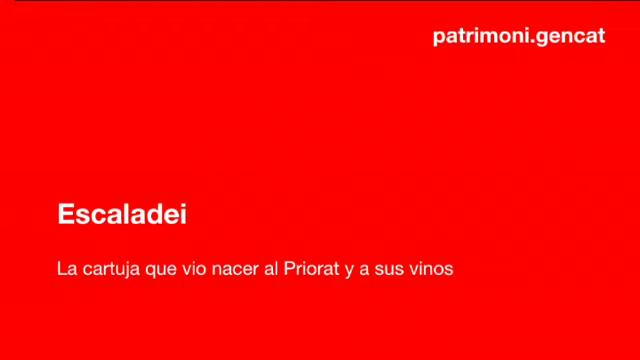 patrimoni.gencat
Escaladei
La cartuja que vio nacer al Priorat y a sus vinos